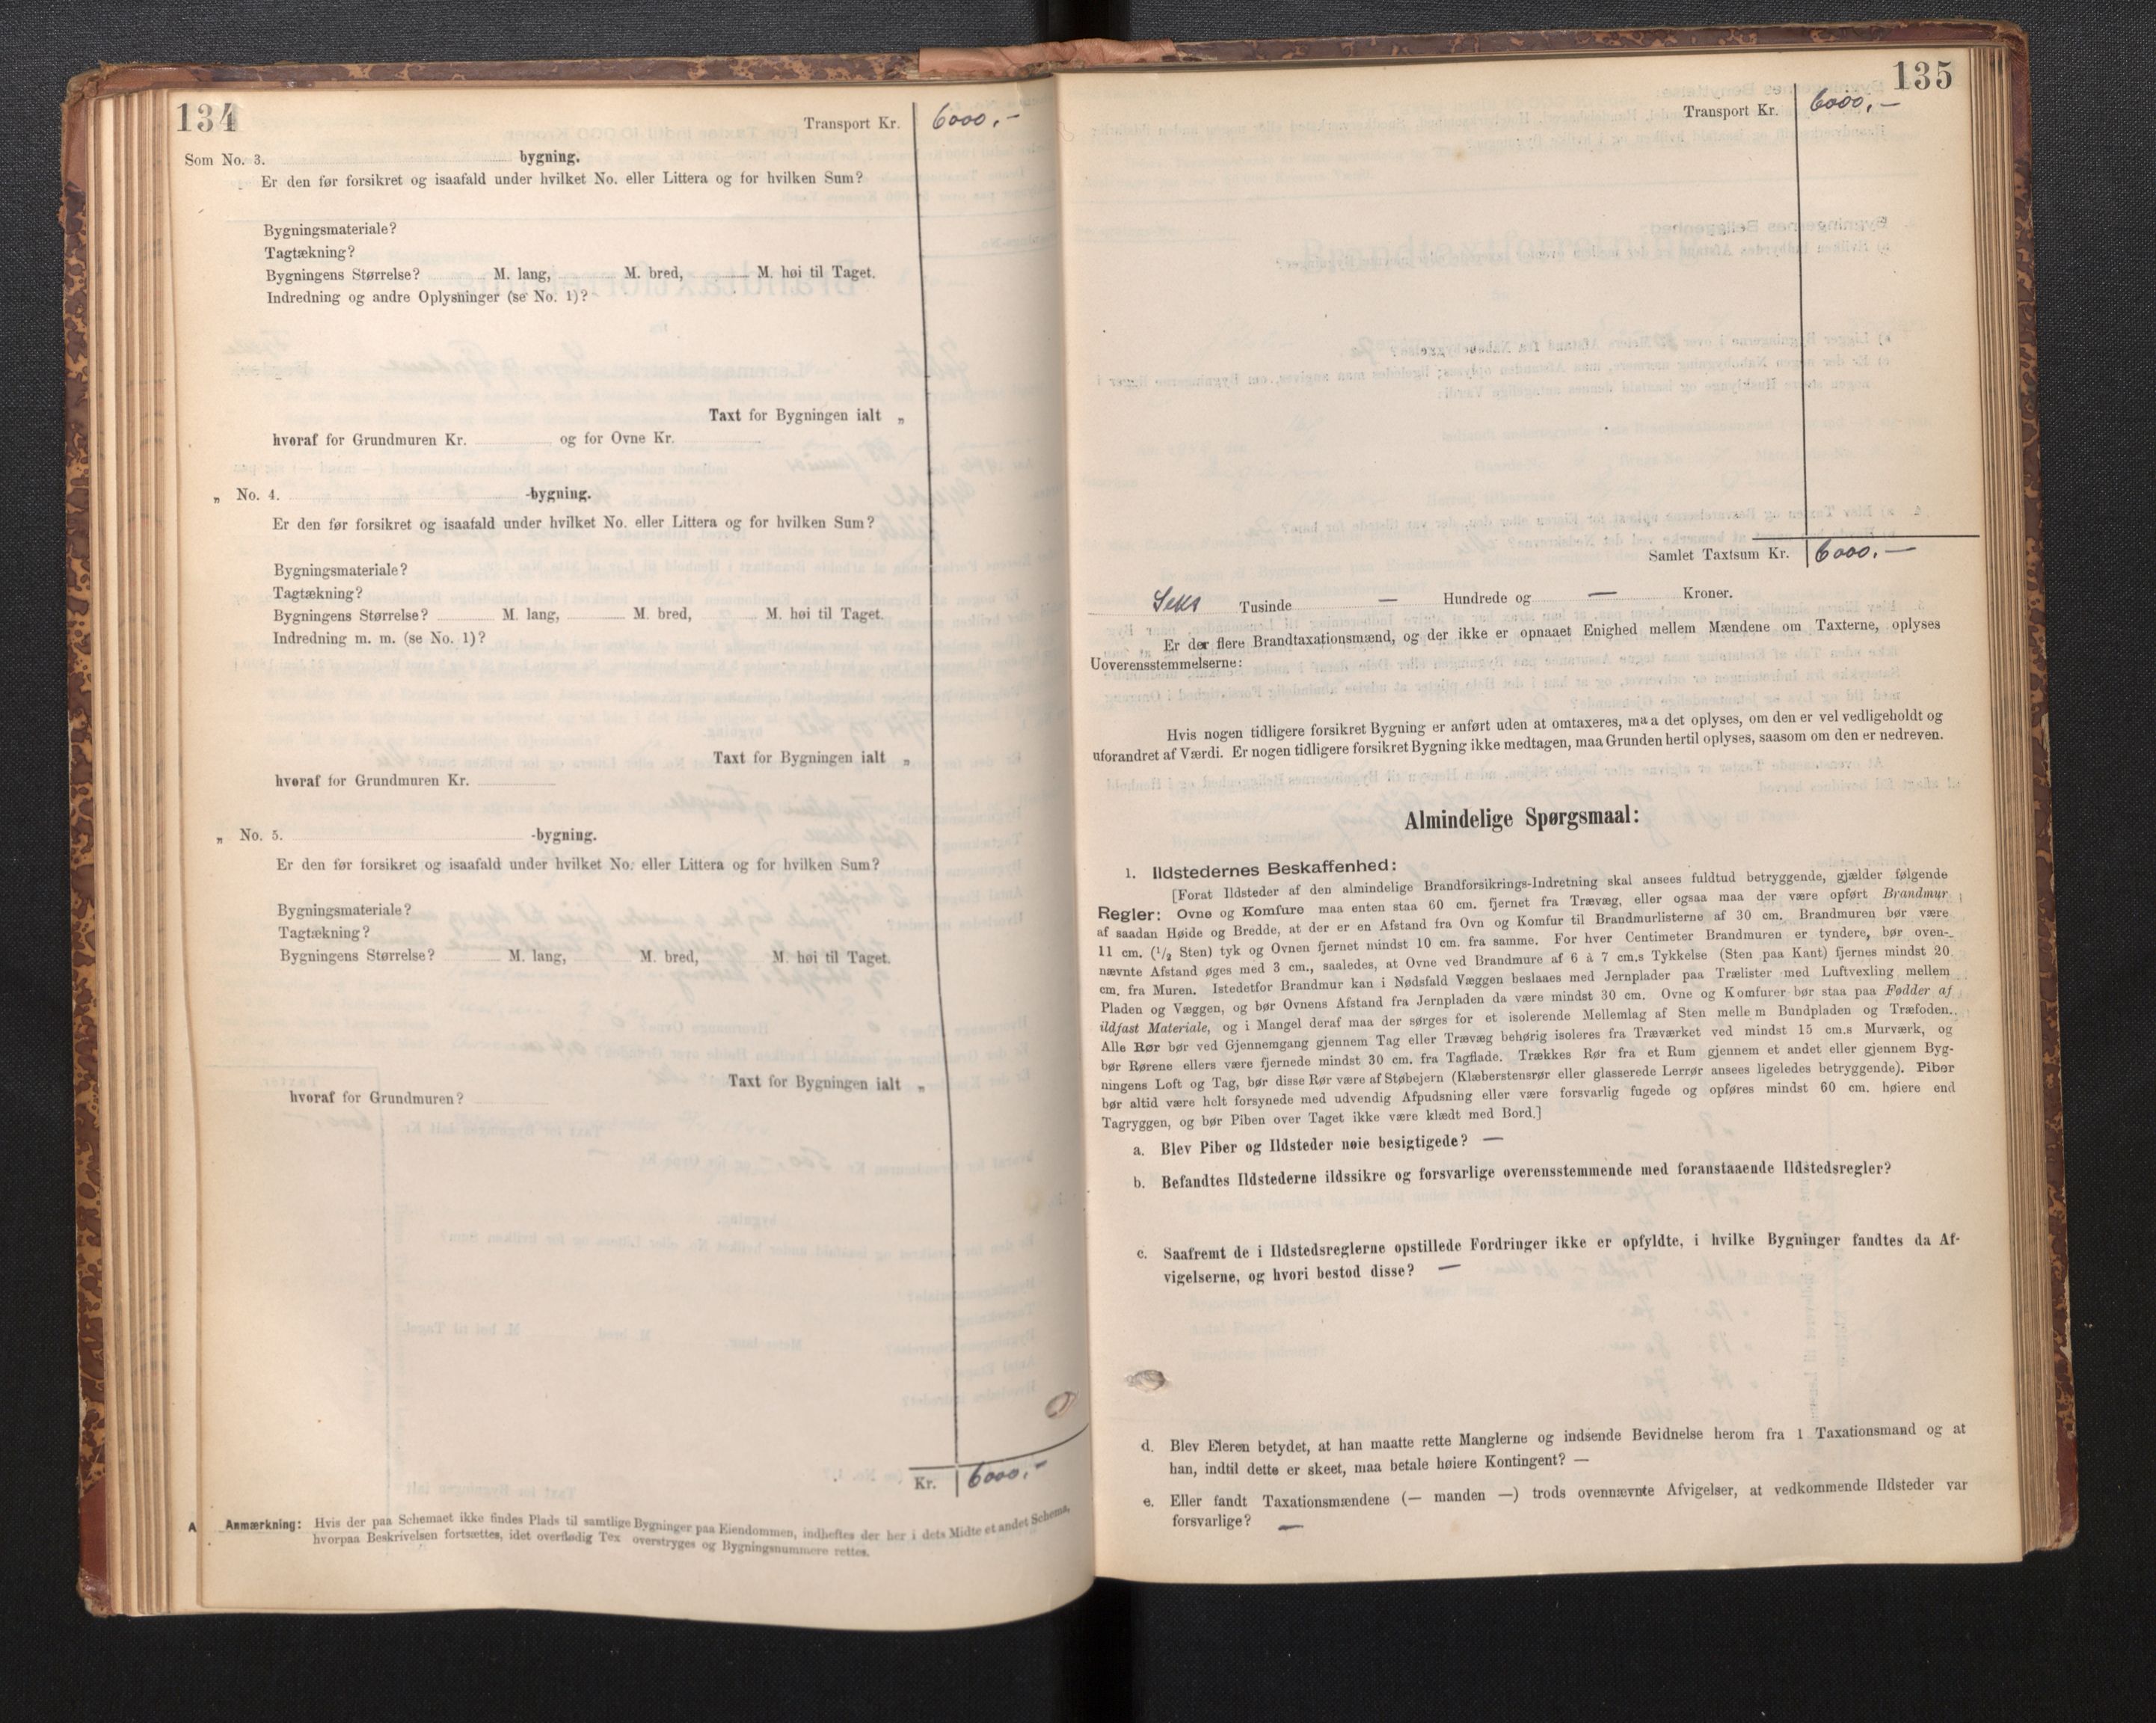 134
Transport Kr. 6000.-
Som No. 3. bygning.
Er den før forsikret og isaafald under hvilket No. eller Littera og for hvilken Sum?
Bygningsmateriale?
Tagtækning?
Bygningens Størrelse? M. lang, M. bred, M. høi til Taget.
Indredning og andre Oplysninger (se No. 1)?
Taxt for Bygningen ialt „
hvoraf for Grundmuren Kr. og for Ovne Kr.
„ No. 4. -bygning.
Er den før forsikret og isaafald under hvilket No. eller Littera og for hvilken Sum?
Bygningsmateriale?
Tagtækning?
Bygningens Størrelse? M. lang, M. bred, M. høi til Taget.
Indredning m. m. (se No. 1)?
Taxt for Bygningen ialt „
hvoraf for Grundmuren Kr.
„ No. 5. -bygning.
Er den før forsikret og isaafald under hvilket No. eller Littera og for hvilken Sum?
Bygningsmateriale?
Tagtækning?
Bygningens Størrelse? M. lang, M. bred, M. høi til Taget.
Taxt for Bygningen ialt „
hvoraf for Grundmuren?
Kr. 6000.-
A Anmærkning: Hvis der paa Schemaet ikke findes Plads til samtlige Bygninger paa Eiendommen, indheftes der her i dets Midte et andet Schema,
hvorpaa Beskrivelsen fortsættes, idet overflødig Tex overstryges og Bygningsnummere rettes.
135
Transport Kr. 6000.-
Samlet Taxtsum Kr. 6000.-
Seks Tusinde — Hundrede og — Kroner.
Er der flere Brandtaxationsmænd, og der ikke er opnaaet Enighed mellem Mændene om Taxterne, oplyses
Uoverensstemmelserne:
Hvis nogen tidligere forsikret Bygning er anført uden at omtaxeres, maa det oplyses, om den er vel vedligeholdt og
uforandret af Værdi. Er nogen tidligere forsikret Bygning ikke medtagen, maa Grunden hertil oplyses, saasom om den er nedreven.
Almindelige Spørgsmaal:
1. Ildstedernes Beskaffenhed:
[Forat Ildsteder af den almindelige Brandforsikrings-Indretning skal ansees fuldtud betryggende, gjælder følgende
Regler: Ovne og Komfure maa enten staa 60 cm. fjernet fra Trævæg, eller ogsaa maa der være opført Brandmur
af saadan Høide og Bredde, at der er en Afstand fra Ovn og Komfur til Brandmurlisterne af 30 cm. Brandmuren bør være
11 cm. (1/2 Sten) tyk og Ovnen fjernet mindst 10 cm. fra samme. For hver Centimeter Brandmuren er tyndere, bør oven-
nævnte Afstand øges med 3 cm., saaledes, at Ovne ved Brandmure af 6 à 7 cm.s Tykkelse (Sten paa Kant) fjernes mindst 20
cm. fra Muren. Istedetfor Brandmur kan i Nødsfald Væggen beslaaes med Jernplader paa Trælister med Luftvexling mellem
Pladen og Væggen, og bør Ovnens Afstand fra Jernpladen da være mindst 30 cm. Ovne og Komfurer bør staa paa Fødder af
ildfast Materiale, og i Mangel deraf maa der sørges for et isolerende Mellemlag af Sten mellem Bundpladen og Træfoden.
Alle Rør bør ved Gjennemgang gjennem Tag eller Trævæg behørig isoleres fra Træværket ved mindst 15 cm.s Murværk, og
bør Rørene ellers være fjernede mindst 30 cm. fra Tagflade. Trækkes Rør fra et Rum gjennem et andet eller gjennem Byg-
ningens Loft og Tag, bør disse Rør være af Støbejern (Klæberstensrør eller glasserede Lerrør ansees ligeledes betryggende). Piber
bør altid være helt forsynede med udvendig Afpudsning eller være forsvarlig fugede og opføres mindst 60 cm. høiere end
Tagryggen, og bør Piben over Taget ikke være klædt med Bord.]
a. Blev Piber og Ildsteder nøie besigtigede? —
b. Befandtes Ildstederne ildssikre og forsvarlige overensstemmende med foranstaaende Ildstedsregler?
c. Saafremt de i Ildstedsreglerne opstillede Fordringer ikke er opfyldte, i hvilke Bygninger fandtes da Af-
vigelserne, og hvori bestod disse? —
d. Blev Eieren betydet, at han maatte rette Manglerne og indsende Bevidnelse herom fra 1 Taxationsmand og at
han, indtil dette er skeet, maa betale høiere Kontingent? —
e. Eller fandt Taxationsmændene (— manden —) trods ovennævnte Afvigelser, at vedkommende Ildsteder var
forsvarlige? —